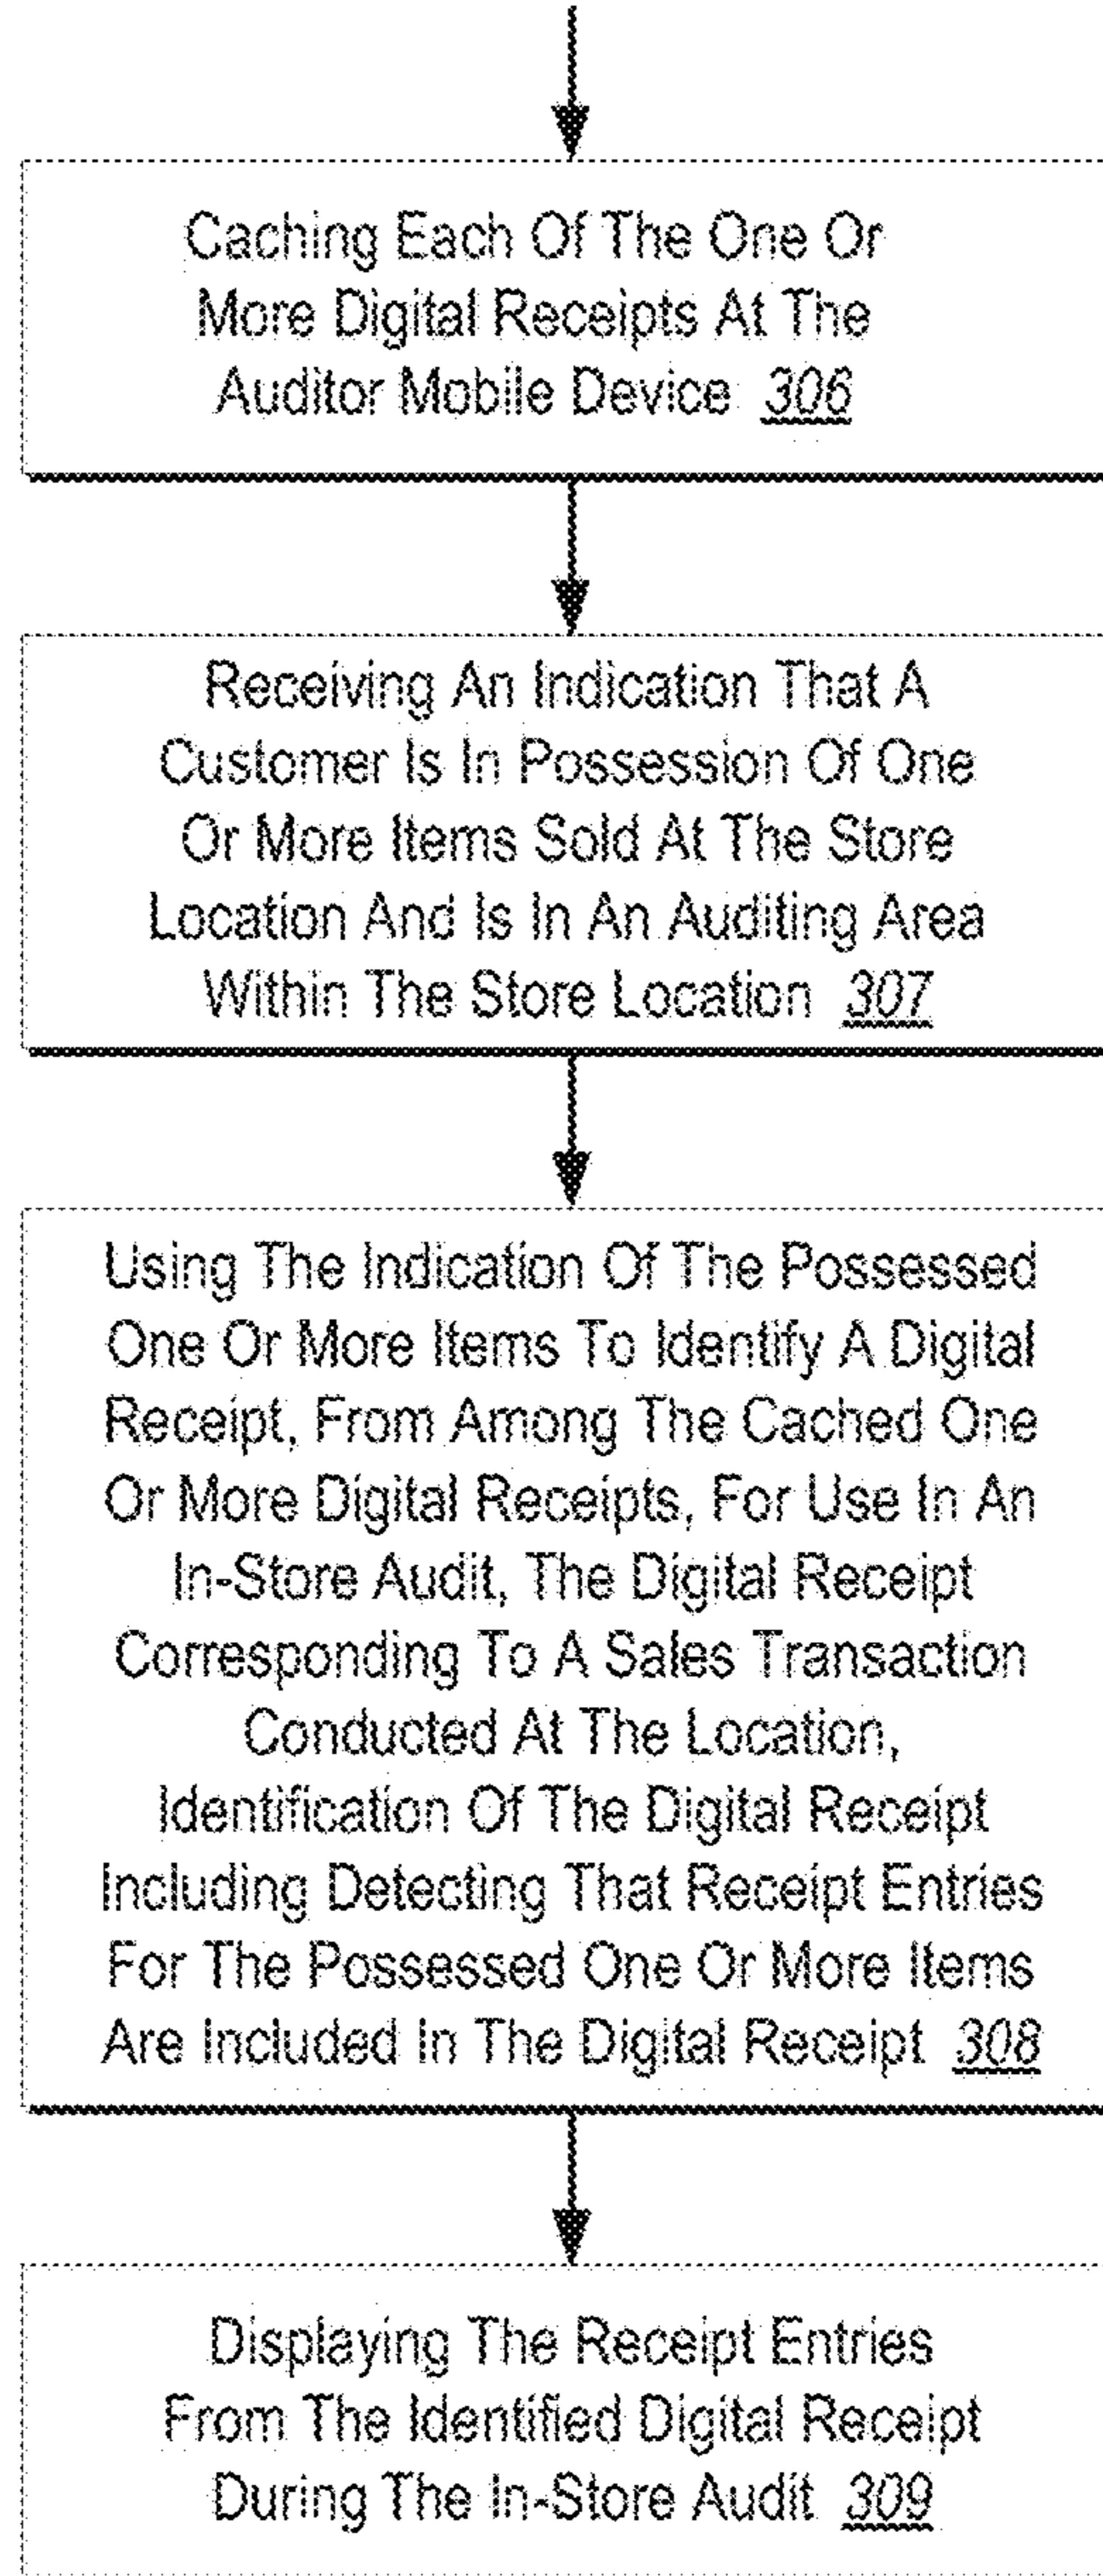 Caching Each Of The One Or
More Digital Receipts At The
Auditor Mobile Device 306
Receiving An Indication That A
Customer Is In Possession Of One
Or More Items Sold At The Store
Location And Is In An Auditing Area
Within The Store Location 307
Using The Indication Of The Possessed
One Or More Items To Identify A Digital
Receipt, From Among The Cached One
Or More Digital Receipts, For Use In An
In-Store Audit, The Digital Receipt
Corresponding To A Sales Transaction
Conducted At The Location,
Identification Of The Digital Receipt
Including Detecting That Receipt Entries
For The Possessed One Or More Items
Are Included In The Digital Receipt 308
Displaying The Receipt Entries
From The Identified Digital Receipt
During The In-Store Audit 309